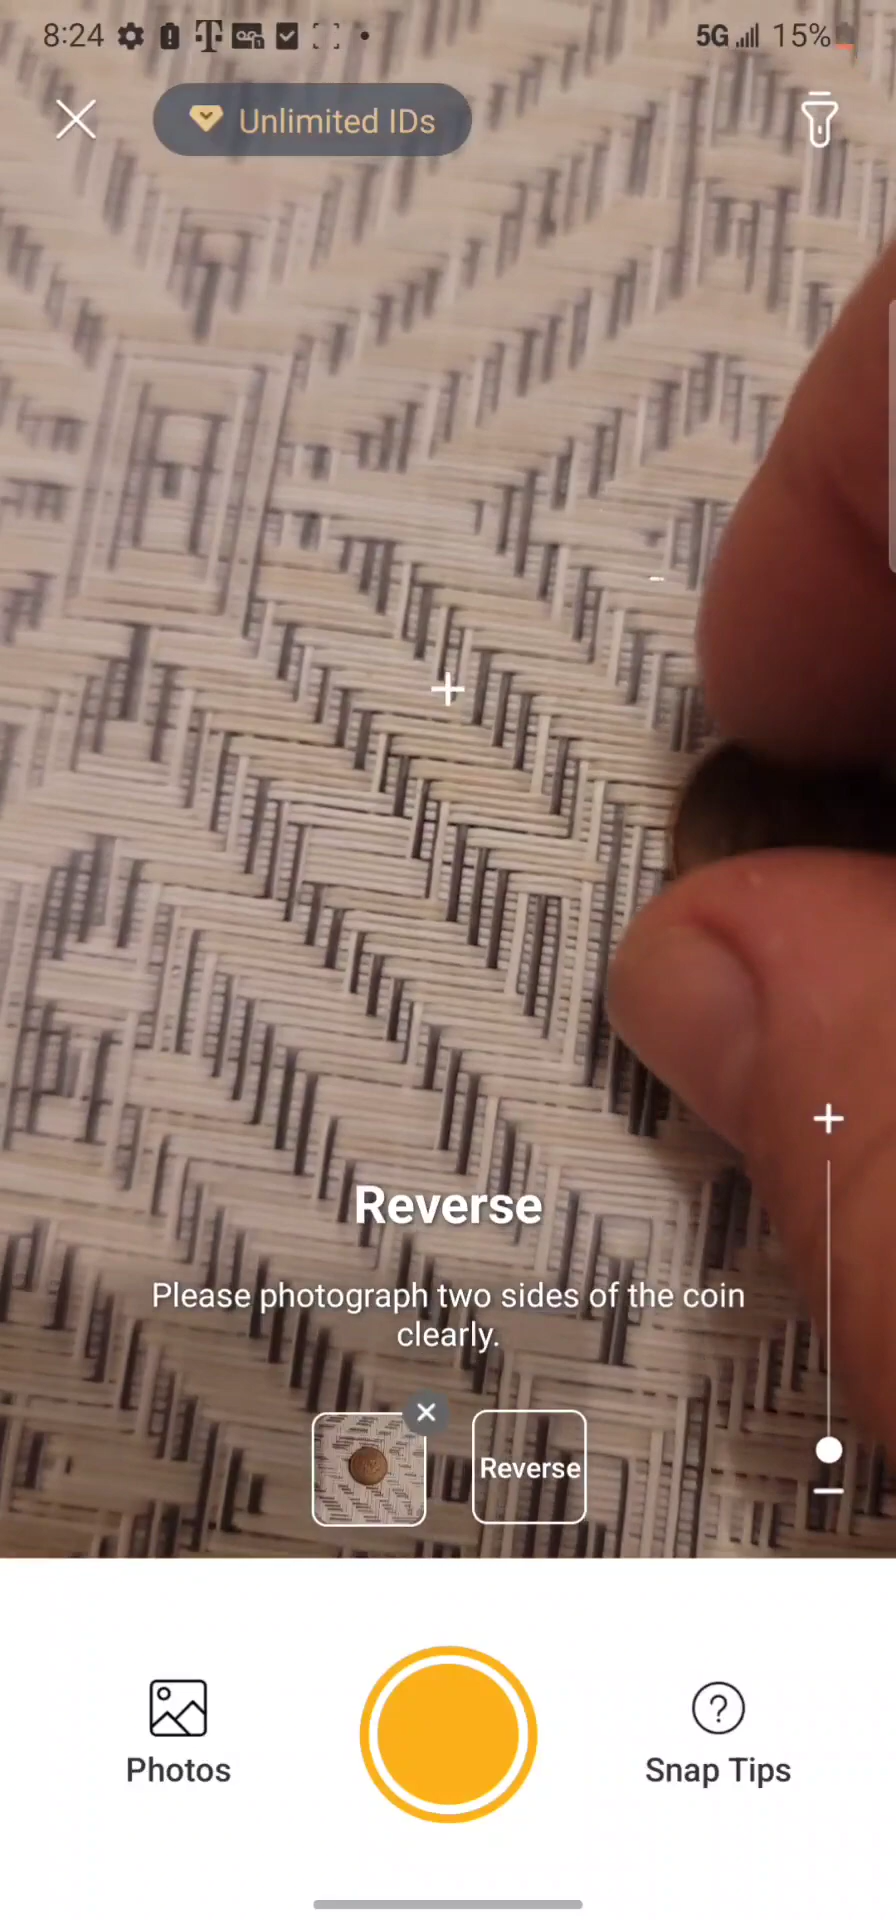 8:24
5G 15%
Unlimited IDs
Reverse
Please photograph two sides of the coin
clearly.
Reverse
Photos
Snap Tips